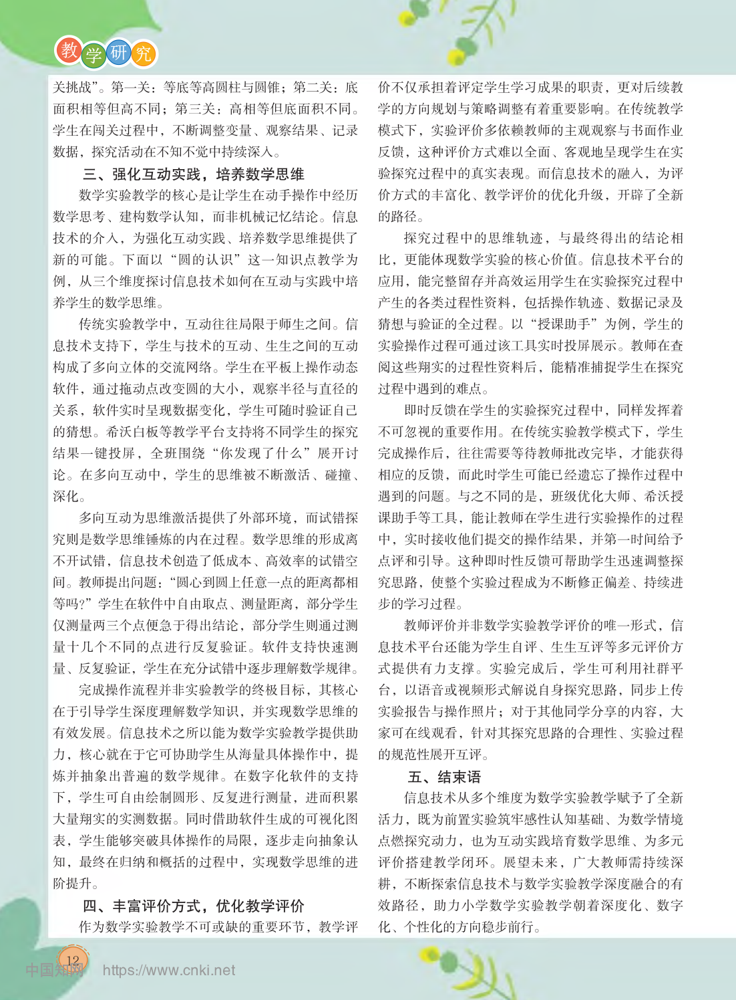 教学研究
关挑战”。第一关：等底等高圆柱与圆锥；第二关：底
面积相等但高不同；第三关：高相等但底面积不同。
学生在闯关过程中，不断调整变量、观察结果、记录
数据，探究活动在不知不觉中持续深入。
三、强化互动实践，培养数学思维
数学实验教学的核心是让学生在动手操作中经历
数学思考、建构数学认知，而非机械记忆结论。信息
技术的介入，为强化互动实践、培养数学思维提供了
新的可能。下面以“圆的认识”这一知识点教学为
例，从三个维度探讨信息技术如何在互动与实践中培
养学生的数学思维。
传统实验教学中，互动往往局限于师生之间。信
息技术支持下，学生与技术的互动、生生之间的互动
构成了多向立体的交流网络。学生在平板上操作动态
软件，通过拖动点改变圆的大小，观察半径与直径的
关系，软件实时呈现数据变化，学生可随时验证自己
的猜想。希沃白板等教学平台支持将不同学生的探究
结果一键投屏，全班围绕“你发现了什么”展开讨
论。在多向互动中，学生的思维被不断激活、碰撞、
深化。
多向互动为思维激活提供了外部环境，而试错探
究则是数学思维锤炼的内在过程。数学思维的形成离
不开试错，信息技术创造了低成本、高效率的试错空
间。教师提出问题：“圆心到圆上任意一点的距离都相
等吗?”学生在软件中自由取点、测量距离，部分学生
仅测量两三个点便急于得出结论，部分学生则通过测
量十几个不同的点进行反复验证。软件支持快速测
量、反复验证，学生在充分试错中逐步理解数学规律。
完成操作流程并非实验教学的终极目标，其核心
在于引导学生深度理解数学知识，并实现数学思维的
有效发展。信息技术之所以能为数学实验教学提供助
力，核心就在于它可协助学生从海量具体操作中，提
炼并抽象出普遍的数学规律。在数字化软件的支持
下，学生可自由绘制圆形、反复进行测量，进而积累
大量翔实的实测数据。同时借助软件生成的可视化图
表，学生能够突破具体操作的局限，逐步走向抽象认
知，最终在归纳和概括的过程中，实现数学思维的进
阶提升。
四、丰富评价方式，优化教学评价
作为数学实验教学不可或缺的重要环节，教学评
价不仅承担着评定学生学习成果的职责，更对后续教
学的方向规划与策略调整有着重要影响。在传统教学
模式下，实验评价多依赖教师的主观观察与书面作业
反馈，这种评价方式难以全面、客观地呈现学生在实
验探究过程中的真实表现。而信息技术的融入，为评
价方式的丰富化、教学评价的优化升级，开辟了全新
的路径。
探究过程中的思维轨迹，与最终得出的结论相
比，更能体现数学实验的核心价值。信息技术平台的
应用，能完整留存并高效运用学生在实验探究过程中
产生的各类过程性资料，包括操作轨迹、数据记录及
猜想与验证的全过程。以“授课助手”为例，学生的
实验操作过程可通过该工具实时投屏展示。教师在查
阅这些翔实的过程性资料后，能精准捕捉学生在探究
过程中遇到的难点。
即时反馈在学生的实验探究过程中，同样发挥着
不可忽视的重要作用。在传统实验教学模式下，学生
完成操作后，往往需要等待教师批改完毕，才能获得
相应的反馈，而此时学生可能已经遗忘了操作过程中
遇到的问题。与之不同的是，班级优化大师、希沃授
课助手等工具，能让教师在学生进行实验操作的过程
中，实时接收他们提交的操作结果，并第一时间给予
点评和引导。这种即时性反馈可帮助学生迅速调整探
究思路，使整个实验过程成为不断修正偏差、持续进
步的学习过程。
教师评价并非数学实验教学评价的唯一形式，信
息技术平台还能为学生自评、生生互评等多元评价方
式提供有力支撑。实验完成后，学生可利用社群平
台，以语音或视频形式解说自身探究思路，同步上传
实验报告与操作照片；对于其他同学分享的内容，大
家可在线观看，针对其探究思路的合理性、实验过程
的规范性展开互评。
五、结束语
信息技术从多个维度为数学实验教学赋予了全新
活力，既为前置实验筑牢感性认知基础、为数学情境
点燃探究动力，也为互动实践培育数学思维、为多元
评价搭建教学闭环。展望未来，广大教师需持续深
耕，不断探索信息技术与数学实验教学深度融合的有
效路径，助力小学数学实验教学朝着深度化、数字
化、个性化的方向稳步前行。
12
中国知网 https://www.cnki.net